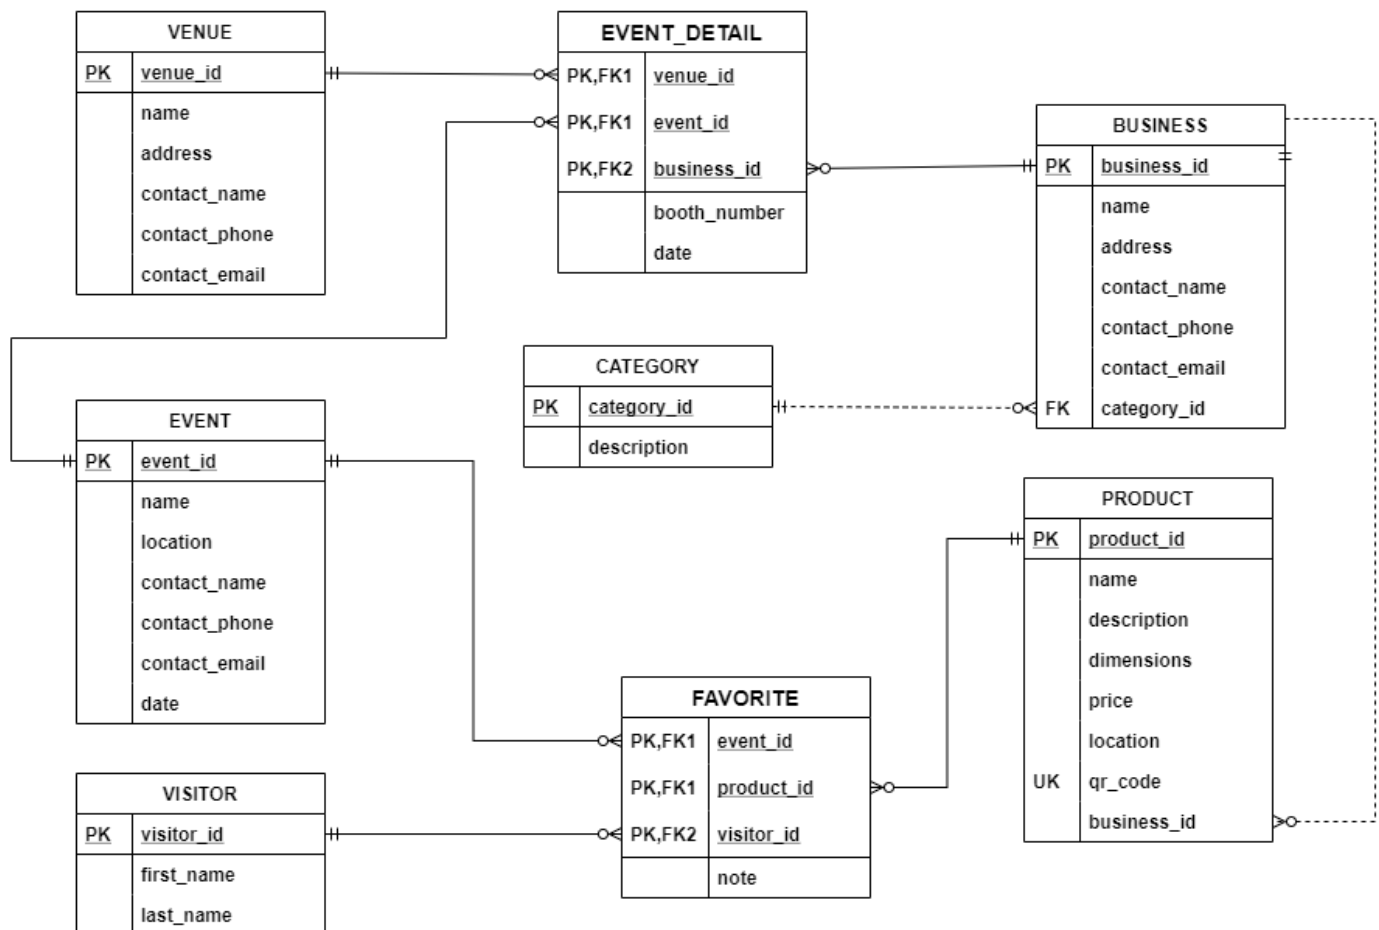 VENUE
PK venue_id
name
address
contact_name
contact_phone
contact_email
EVENT_DETAIL
PK,FK1 venue_id
PK,FK1 event_id
PK,FK2 business_id
booth_number
date
BUSINESS
PK business_id
name
address
contact_name
contact_phone
contact_email
FK category_id
CATEGORY
PK category_id
description
EVENT
PK event_id
name
location
contact_name
contact_phone
contact_email
date
PRODUCT
PK product_id
name
description
dimensions
price
location
UK qr_code
business_id
FAVORITE
PK,FK1 event_id
PK,FK1 product_id
PK,FK2 visitor_id
note
VISITOR
PK visitor_id
first_name
last_name